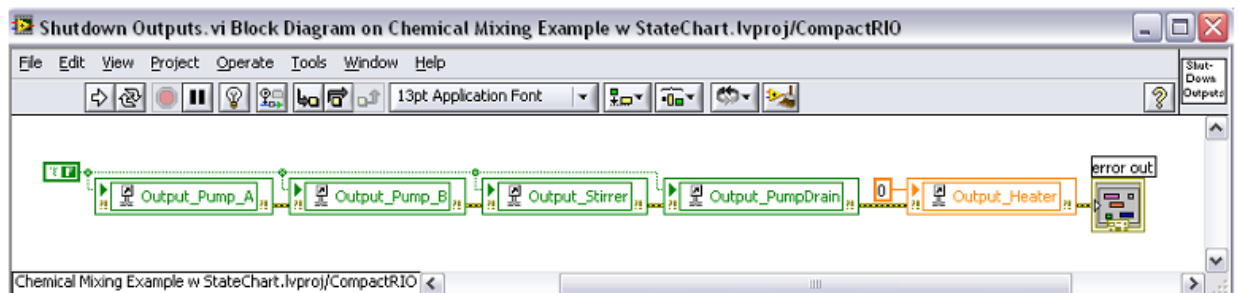 Shutdown Outputs.vi Block Diagram on Chemical Mixing Example w StateChart.lvproj/CompactRIO
File Edit View Project Operate Tools Window Help
Shut-
Down
Outputs
13pt Application Font
?
error out
T F
Output_Pump_A
Output_Pump_B
Output_Stirrer
Output_PumpDrain
0
Output_Heater
Chemical Mixing Example w StateChart.lvproj/CompactRIO